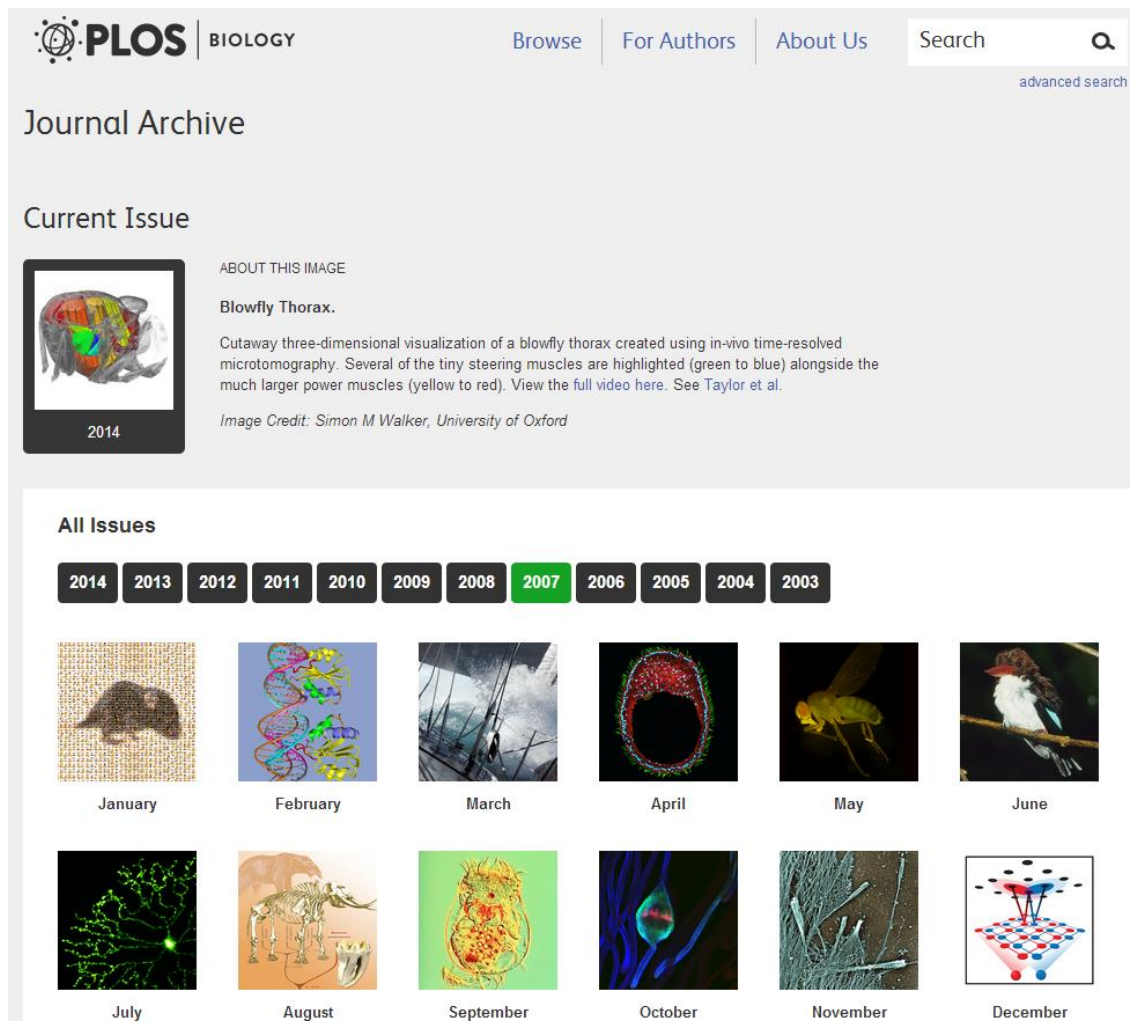 PLOS BIOLOGY
Browse For Authors About Us Search
advanced search
Journal Archive
Current Issue
ABOUT THIS IMAGE
Blowfly Thorax.
Cutaway three-dimensional visualization of a blowfly thorax created using in-vivo time-resolved
microtomography. Several of the tiny steering muscles are highlighted (green to blue) alongside the
much larger power muscles (yellow to red). View the full video here. See Taylor et al.
Image Credit: Simon M Walker, University of Oxford
2014
All Issues
2014 2013 2012 2011 2010 2009 2008 2007 2006 2005 2004 2003
January February March April May June
July August September October November December